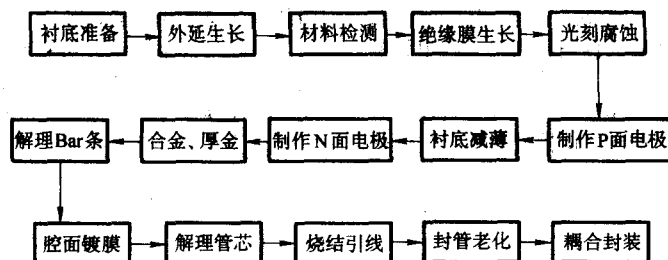 衬底准备 外延生长 材料检测 绝缘膜生长 光刻腐蚀
解理Bar条 合金、厚金 制作N面电极 衬底减薄 制作P面电极
腔面镀膜 解理管芯 烧结引线 封管老化 耦合封装